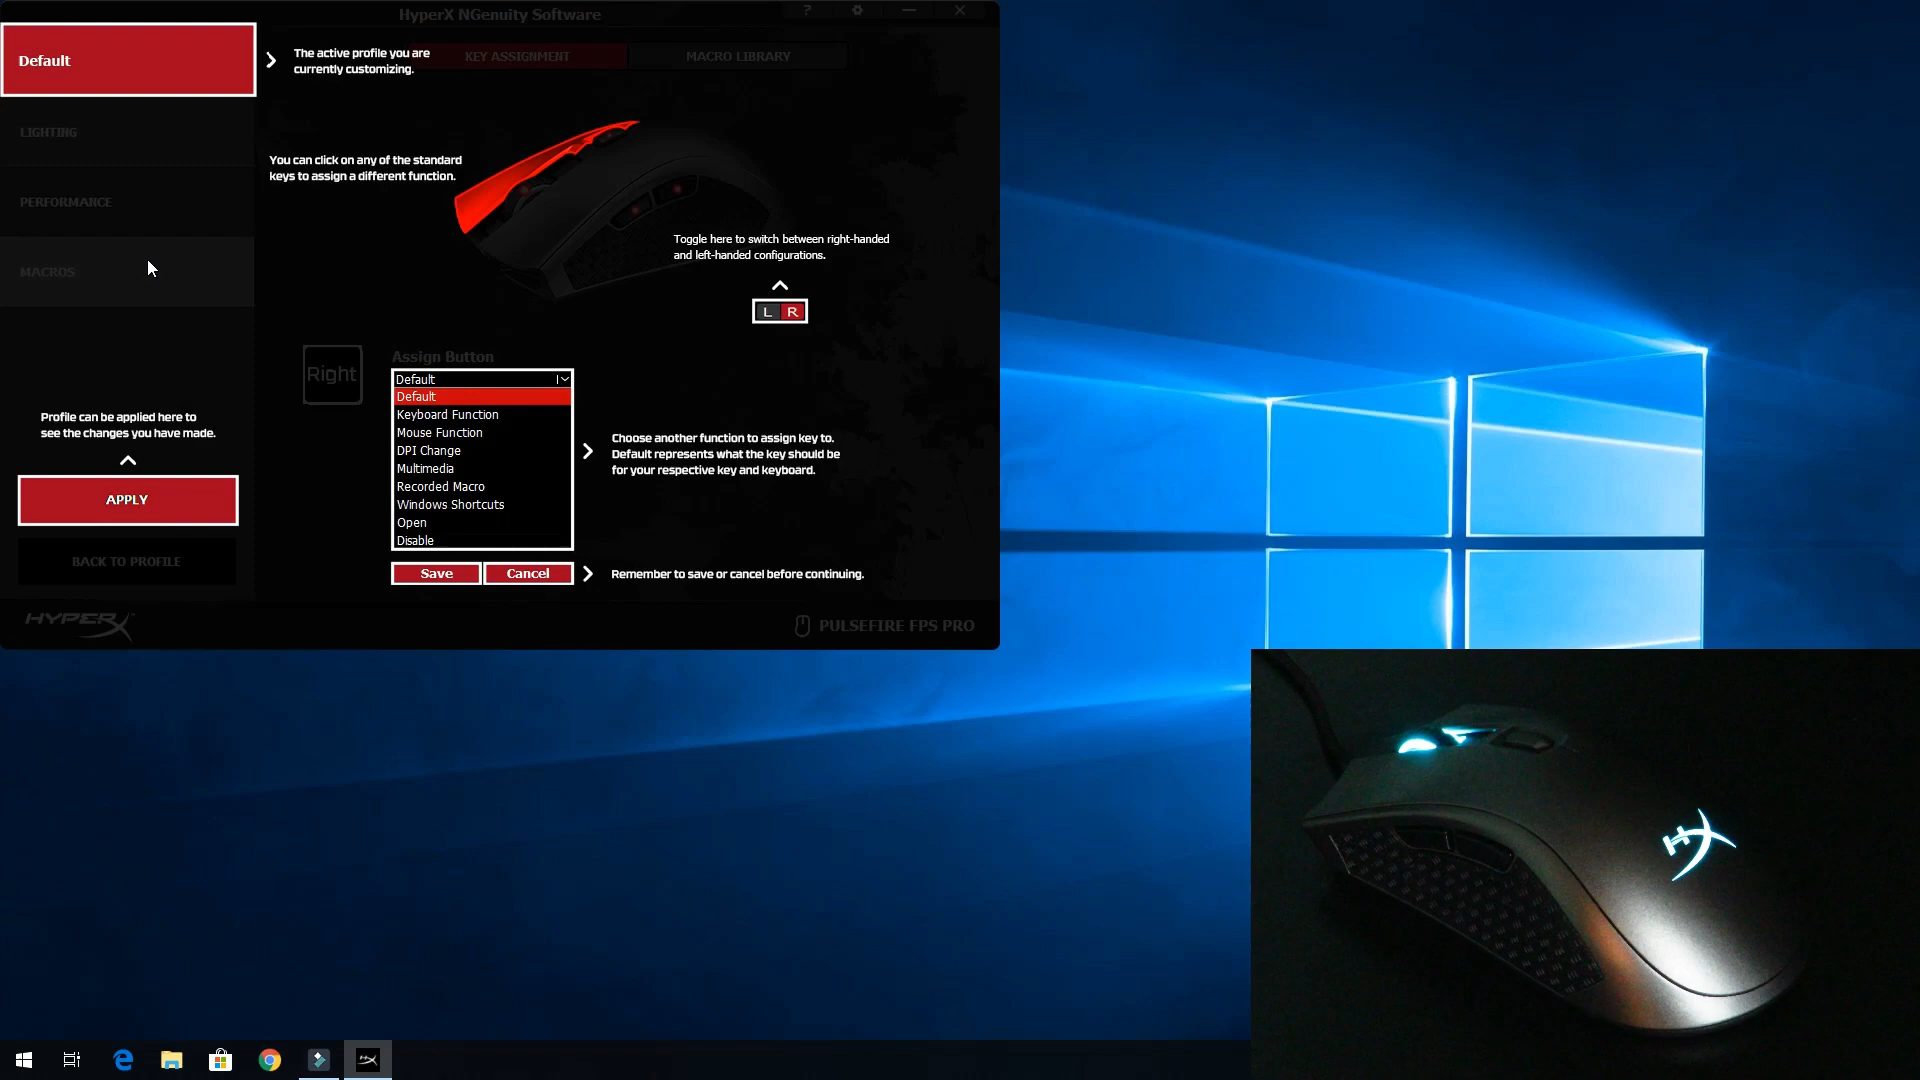 HyperX NGenuity Software
?
Default
The active profile you are
currently customizing.
KEY ASSIGNMENT
MACRO LIBRARY
LIGHTING
You can click on any of the standard
keys to assign a different function.
PERFORMANCE
Toggle here to switch between right-handed
and left-handed configurations.
MACROS
L R
Right
Assign Button
Default
Default
Keyboard Function
Mouse Function
DPI Change
Multimedia
Recorded Macro
Windows Shortcuts
Open
Disable
Profile can be applied here to
see the changes you have made.
Choose another function to assign key to.
Default represents what the key should be
for your respective key and keyboard.
APPLY
BACK TO PROFILE
Save
Cancel
Remember to save or cancel before continuing.
HYPERX
PULSEFIRE FPS PRO
HX